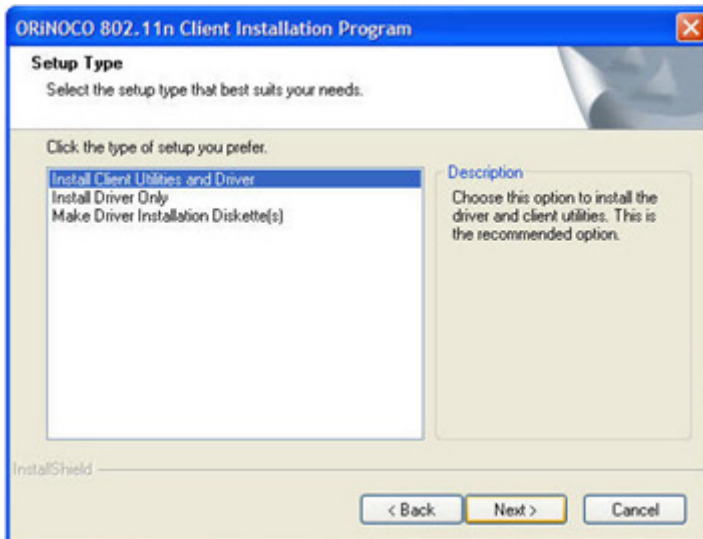 ORiNOCO 802.11n Client Installation Program
Setup Type
Select the setup type that best suits your needs.
Click the type of setup you prefer.
Install Client Utilities and Driver
Install Driver Only
Make Driver Installation Diskette(s)
Description
Choose this option to install the
driver and client utilities. This is
the recommended option.
InstallShield
< Back
Next >
Cancel